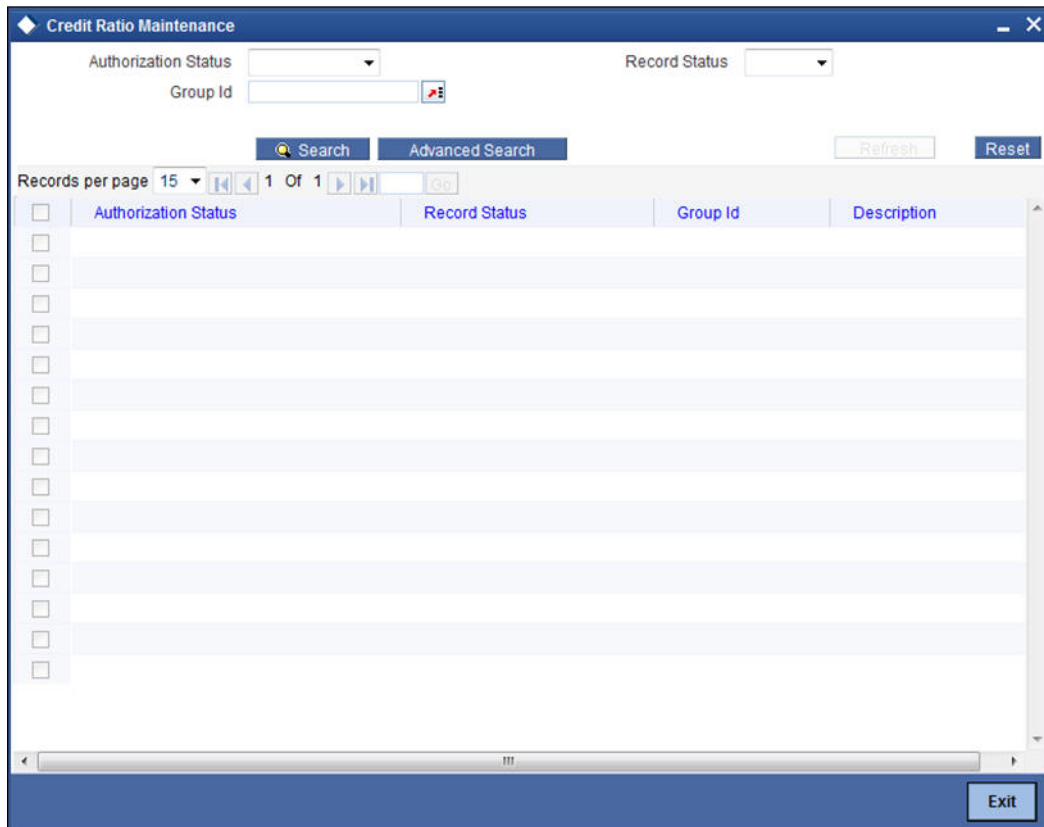 Credit Ratio Maintenance
Authorization Status Record Status
Group Id
Search Advanced Search Refresh Reset
Records per page 15 1 Of 1 Go
Authorization Status Record Status Group Id Description
Exit